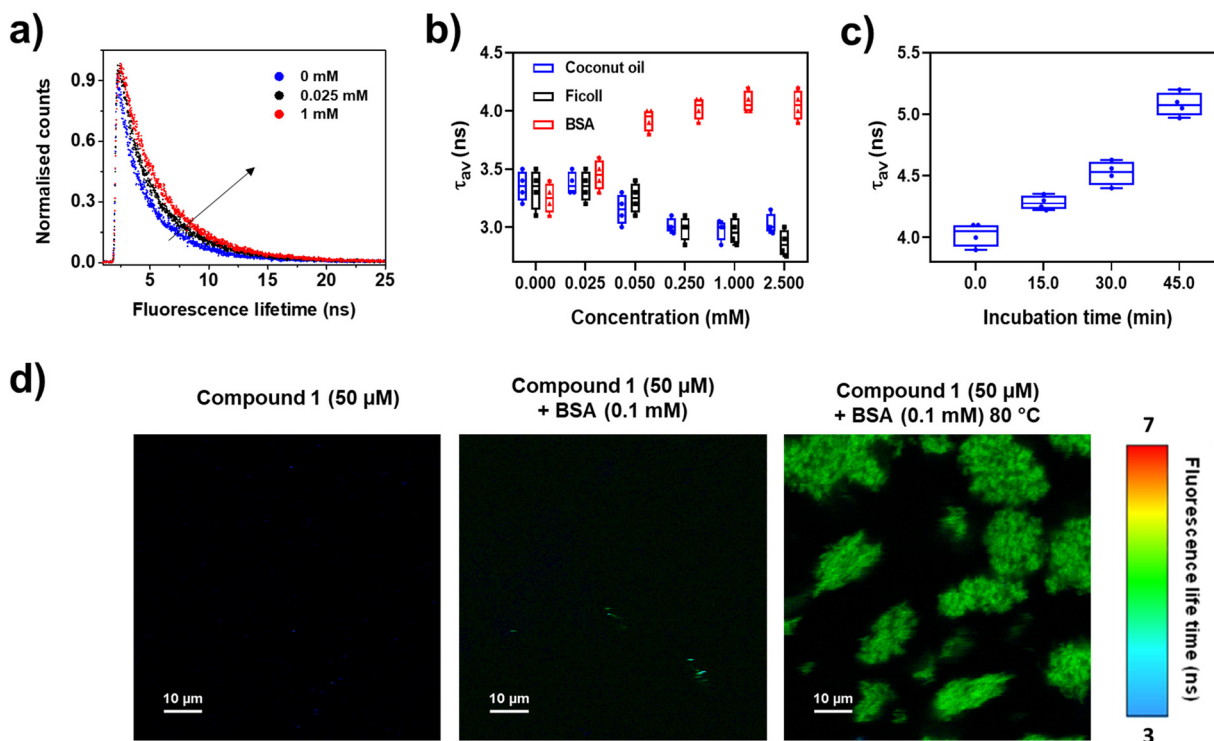 a)
Normalised counts
0.9
0.6
0.3
0.0
5
10
15
20
25
Fluorescence lifetime (ns)
0 mM
0.025 mM
1 mM
b)
τav (ns)
4.5
4.0
3.5
3.0
0.000
0.025
0.050
0.250
1.000
2.500
Concentration (mM)
Coconut oil
Ficoll
BSA
c)
τav (ns)
5.5
5.0
4.5
4.0
0.0
15.0
30.0
45.0
Incubation time (min)
d)
Compound 1 (50 µM)
10 µm
Compound 1 (50 µM)
+ BSA (0.1 mM)
10 µm
Compound 1 (50 µM)
+ BSA (0.1 mM) 80 °C
10 µm
7
Fluorescence life time (ns)
3